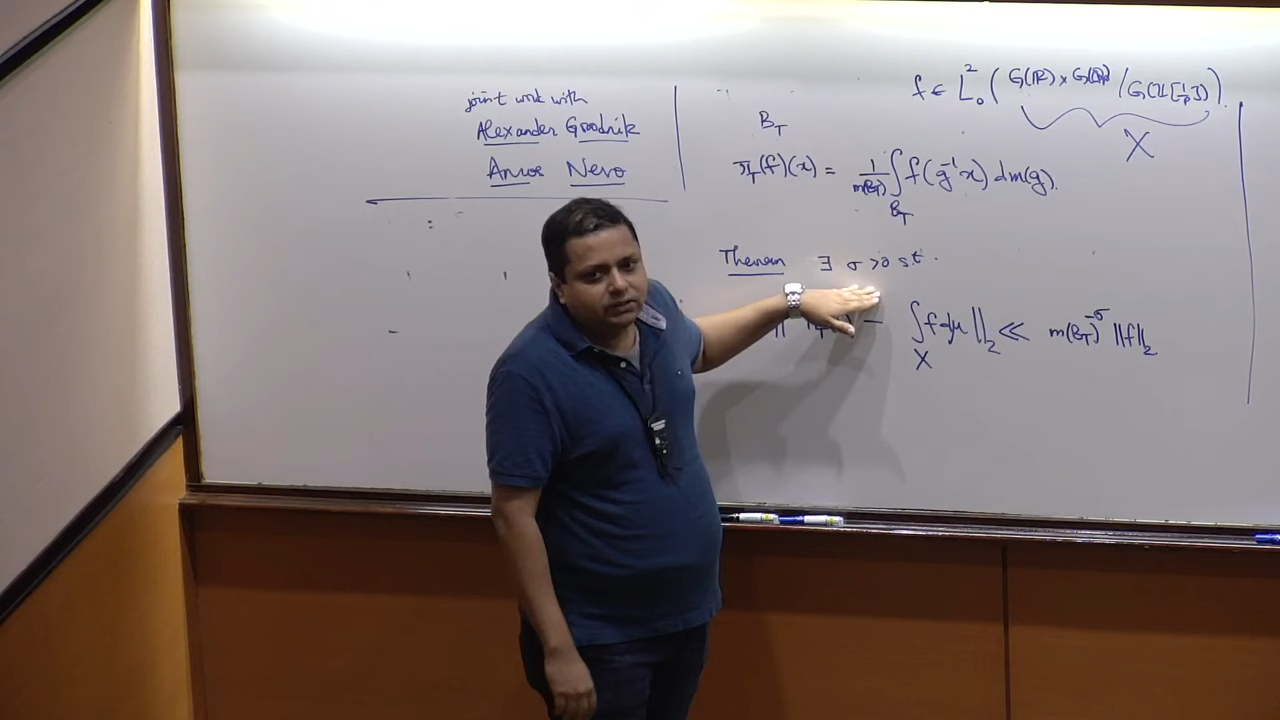 joint work with
Alexander Gorodnik
Amos Nevo
f ∈ L₀² ( G(ℝ) × G(ℚp) / G(ℤ[1/p]) ).
X
B_T
π_T(f)(x) = 1/m(B_T) ∫_{B_T} f(g⁻¹x) dm(g).
Theorem ∃ σ >0 s.t.
− ∫_X f dμ ‖₂ ≪ m(B_T)^{-σ} ‖f‖₂